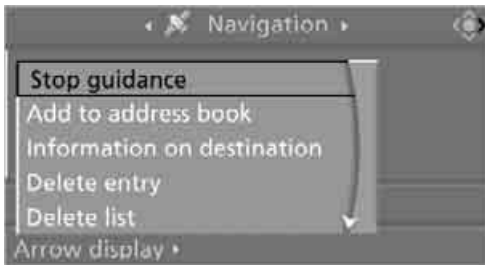 Navigation
Stop guidance
Add to address book
Information on destination
Delete entry
Delete list
Arrow display